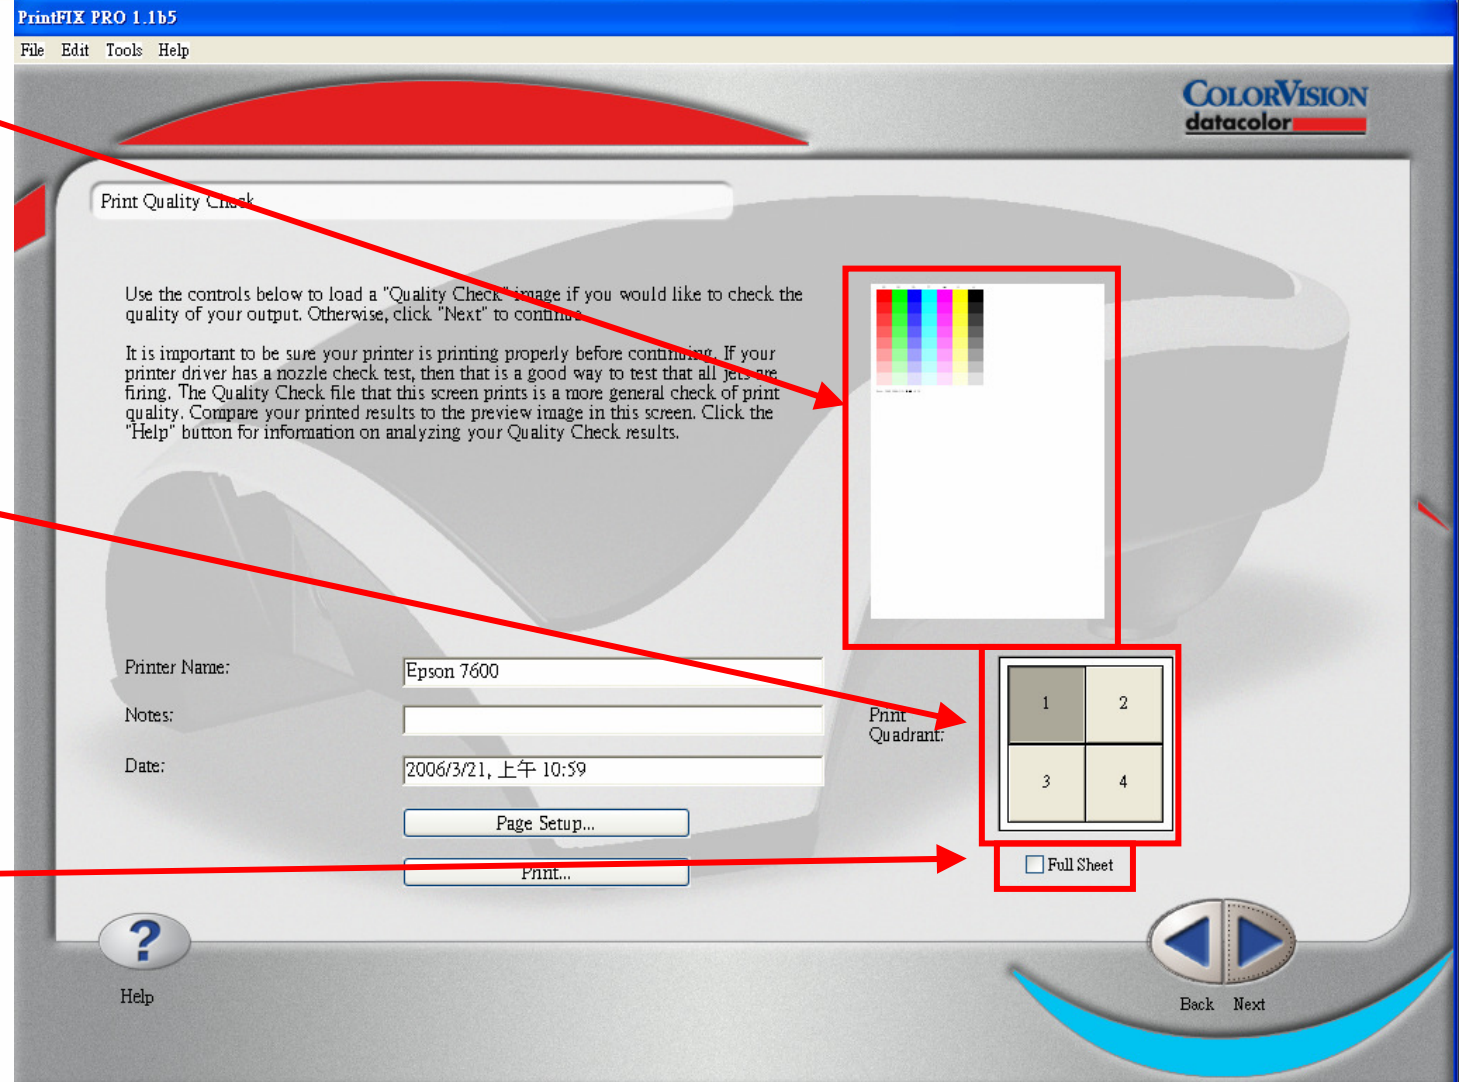 PrintFIX PRO 1.1b5
File Edit Tools Help
COLORVISION
datacolor
Print Quality Check
Use the controls below to load a "Quality Check" image if you would like to check the
quality of your output. Otherwise, click "Next" to continue.
It is important to be sure your printer is printing properly before continuing. If your
printer driver has a nozzle check test, then that is a good way to test that all jets are
firing. The Quality Check file that this screen prints is a more general check of print
quality. Compare your printed results to the preview image in this screen. Click the
"Help" button for information on analyzing your Quality Check results.
Printer Name: Epson 7600
Notes:
Date: 2006/3/21, 上午 10:59
Page Setup...
Print...
Print
Quadrant:
1 2
3 4
Full Sheet
?
Help
Back Next